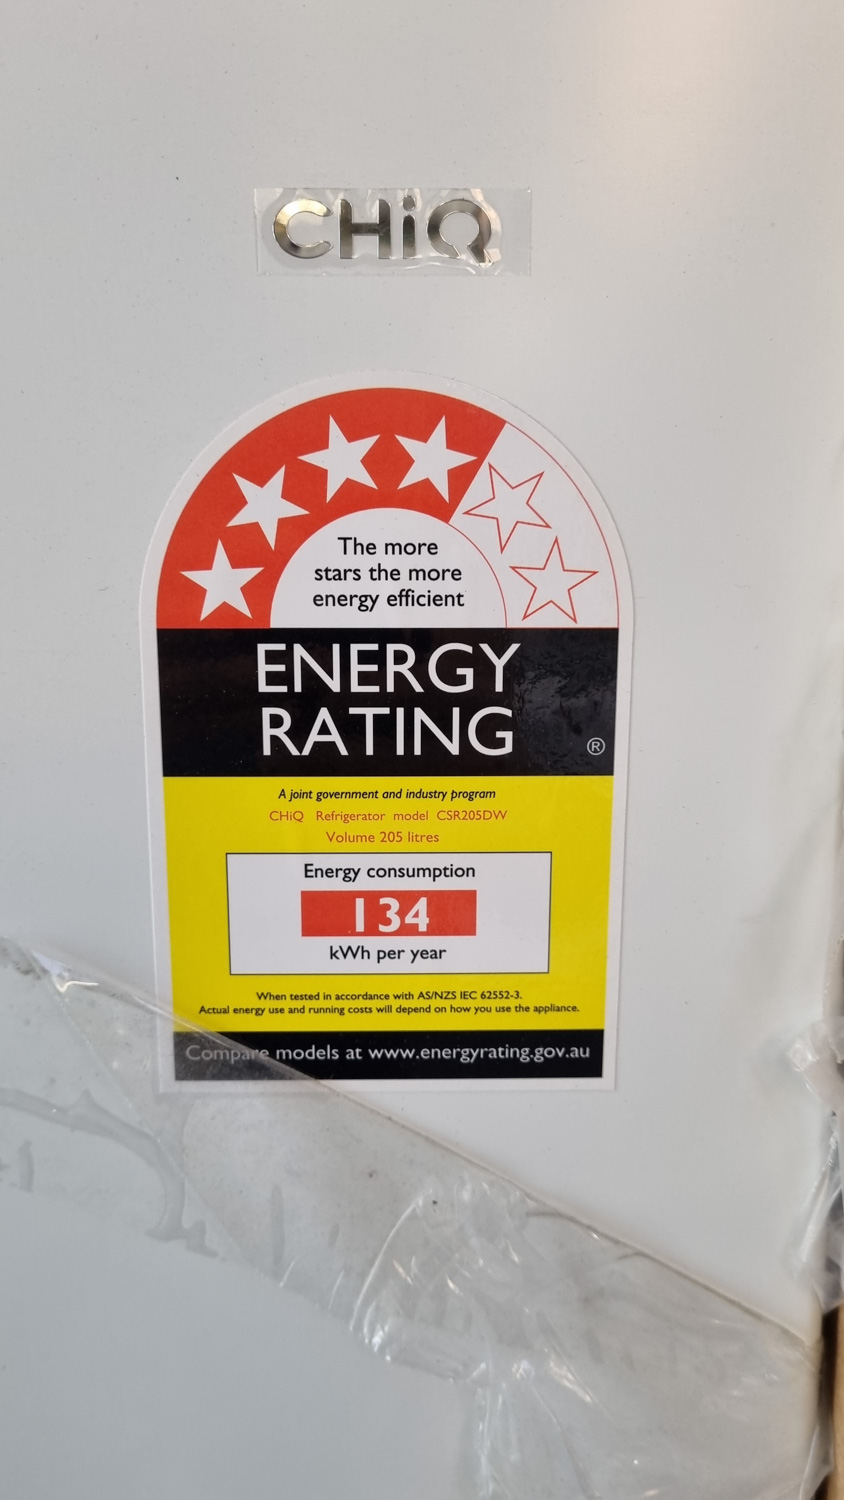 CHiQ
The more
stars the more
energy efficient
ENERGY
RATING ®
A joint government and industry program
CHiQ Refrigerator model CSR205DW
Volume 205 litres
Energy consumption
134
kWh per year
When tested in accordance with AS/NZS IEC 62552-3.
Actual energy use and running costs will depend on how you use the appliance.
Compare models at www.energyrating.gov.au